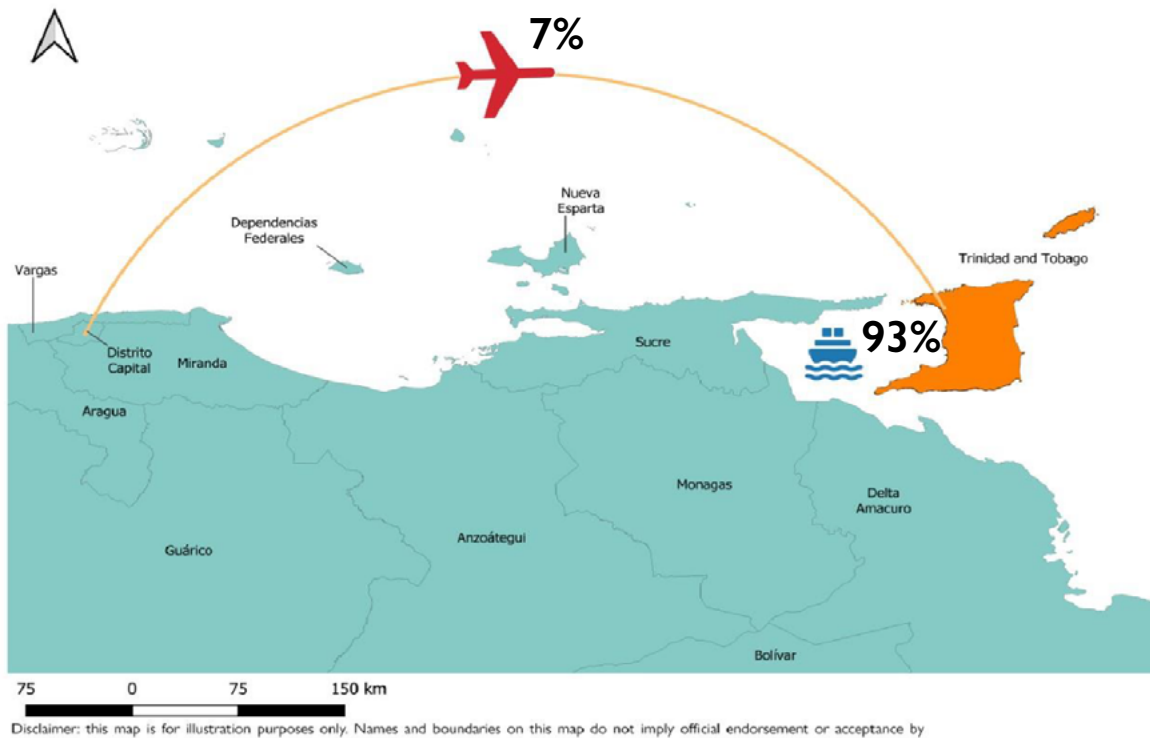 7%
Nueva
Esparta
Dependencias
Federales
Trinidad and Tobago
Vargas
93%
Distrito
Capital
Miranda
Sucre
Aragua
Monagas
Delta
Amacuro
Anzoátegui
Guárico
Bolívar
75 0 75 150 km
Disclaimer: this map is for illustration purposes only. Names and boundaries on this map do not imply official endorsement or acceptance by